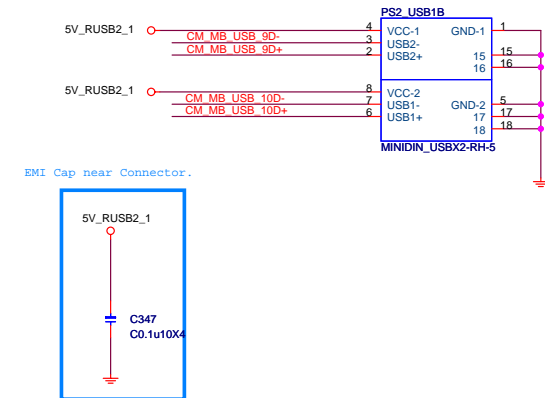 PS2_USB1B
5V_RUSB2_1 4 VCC-1 GND-1 1
CM_MB_USB_9D- 3 USB2-
CM_MB_USB_9D+ 2 USB2+ 15 15
16 16
5V_RUSB2_1 8 VCC-2
CM_MB_USB_10D- 7 USB1- GND-2 5
CM_MB_USB_10D+ 6 USB1+ 17 17
18 18
MINIDIN_USBX2-RH-5
EMI Cap near Connector.
5V_RUSB2_1
C347
C0.1u10X4